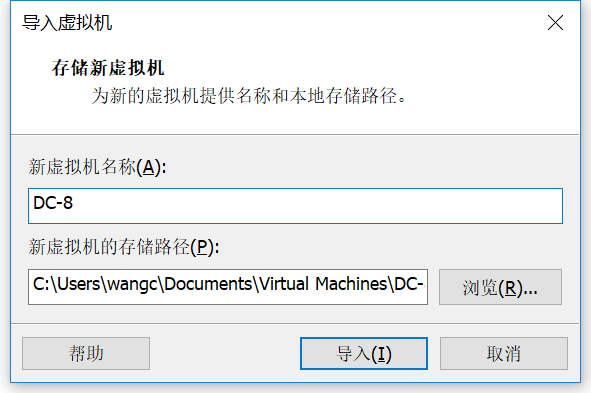 导入虚拟机
存储新虚拟机
为新的虚拟机提供名称和本地存储路径。
新虚拟机名称(A):
DC-8
新虚拟机的存储路径(P):
C:\Users\wangc\Documents\Virtual Machines\DC-
浏览(R)...
帮助
导入(I)
取消